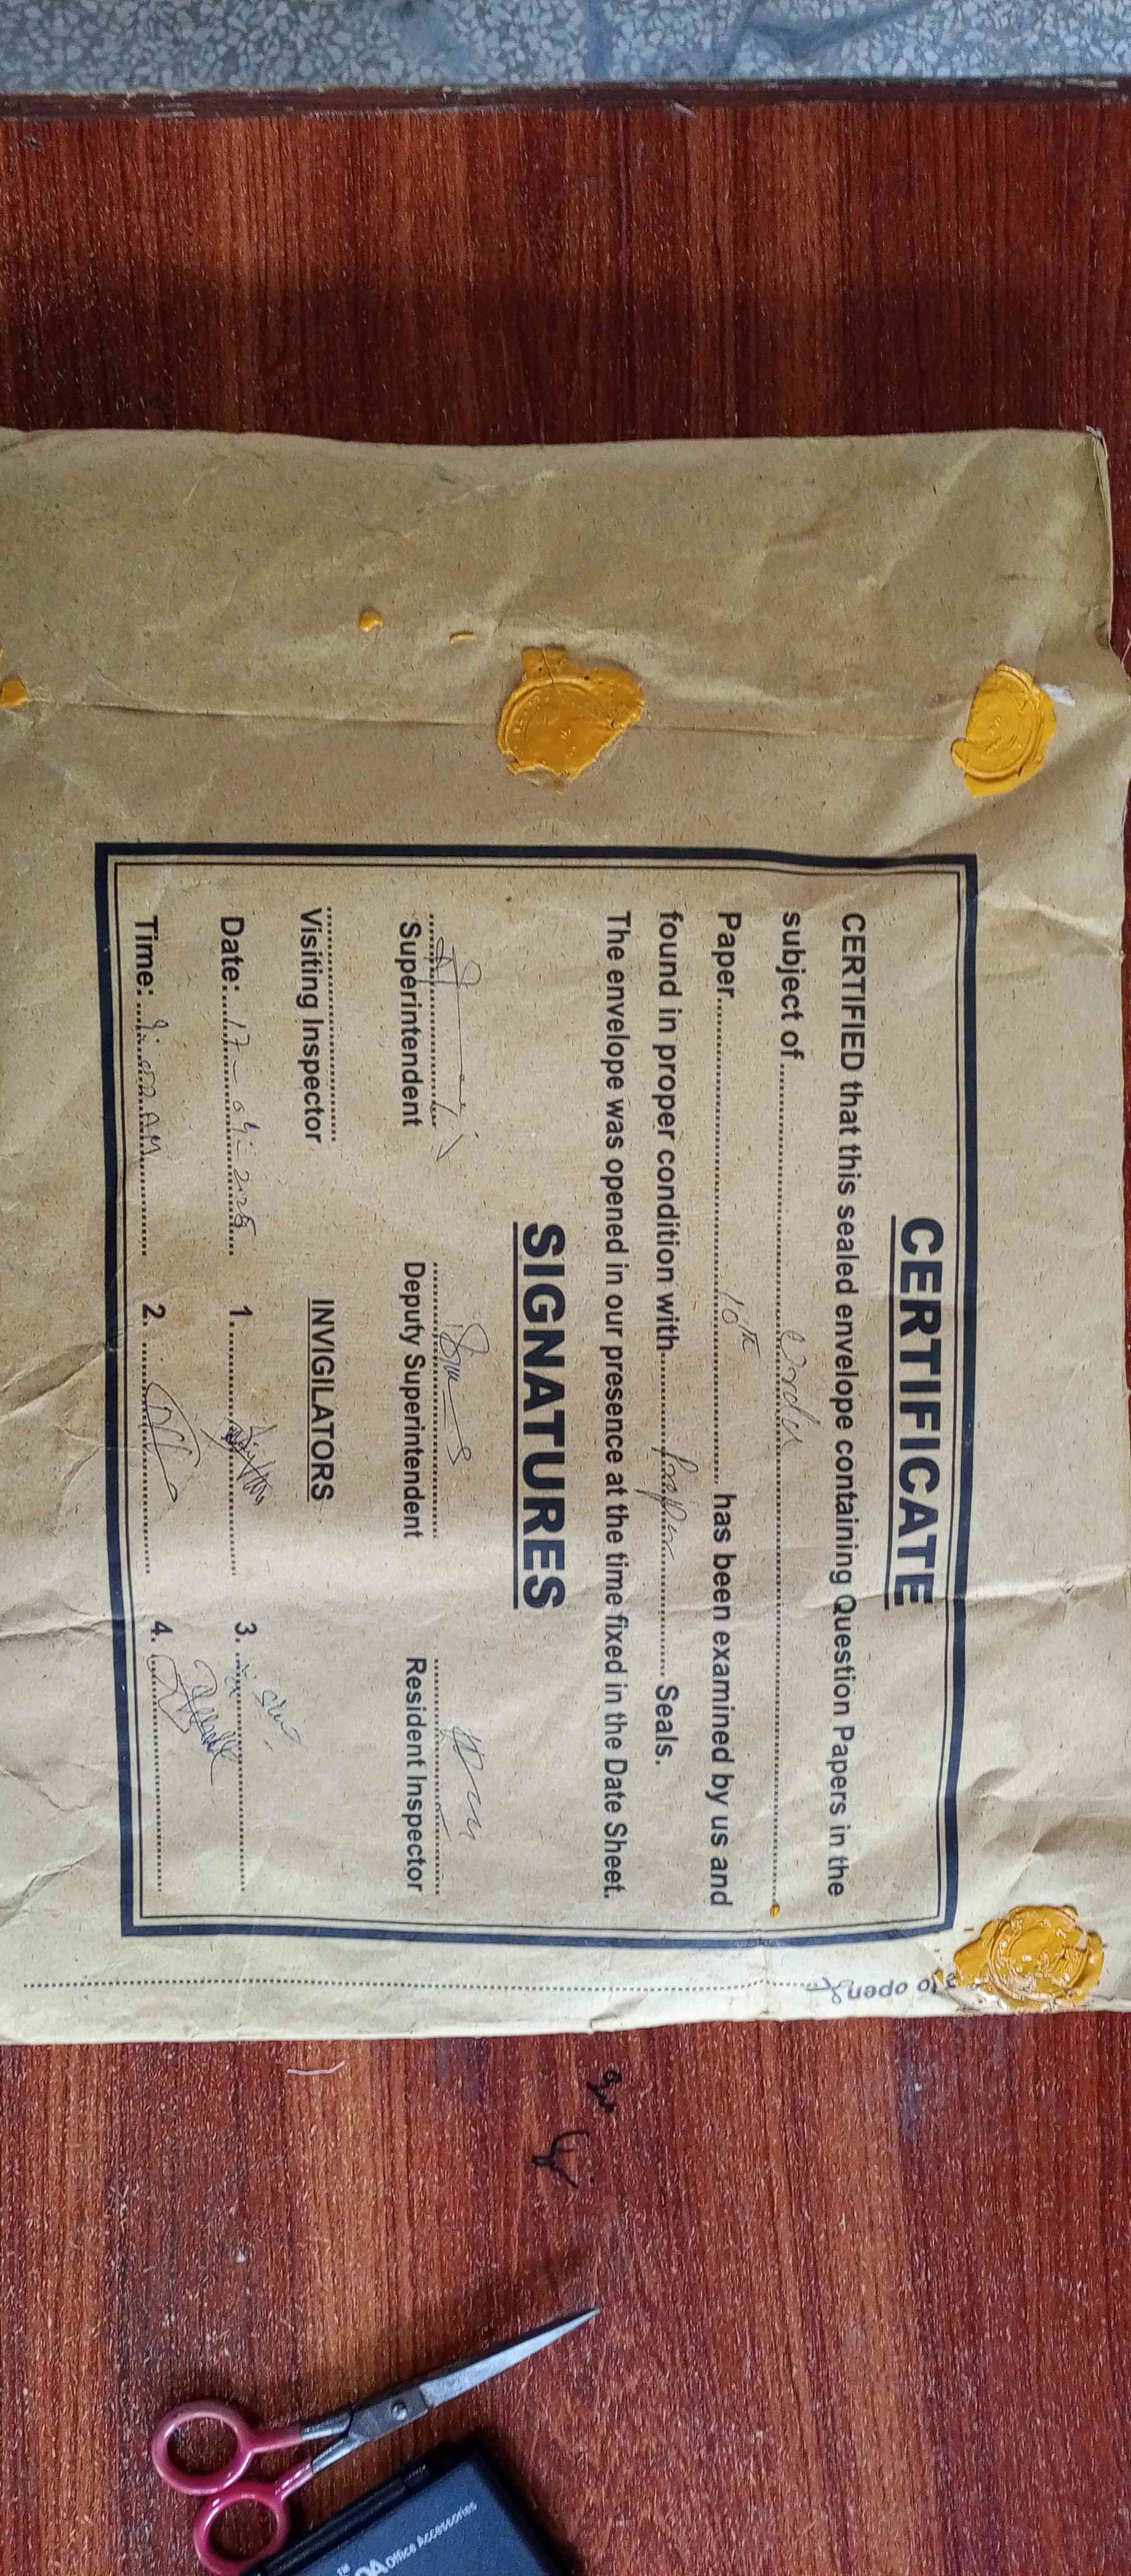 CERTIFICATE
CERTIFIED that this sealed envelope containing Question Papers in the
subject of.......... Urdu ..........
Paper.......... 10th .......... has been examined by us and
found in proper condition with.......... Seals.
The envelope was opened in our presence at the time fixed in the Date Sheet.
SIGNATURES
Superintendent Deputy Superintendent Resident Inspector
Visiting Inspector
INVIGILATORS
Date: 17-04-2025 1. 3.
Time: 9:00 AM 2. 4.
to open
Office Accessories